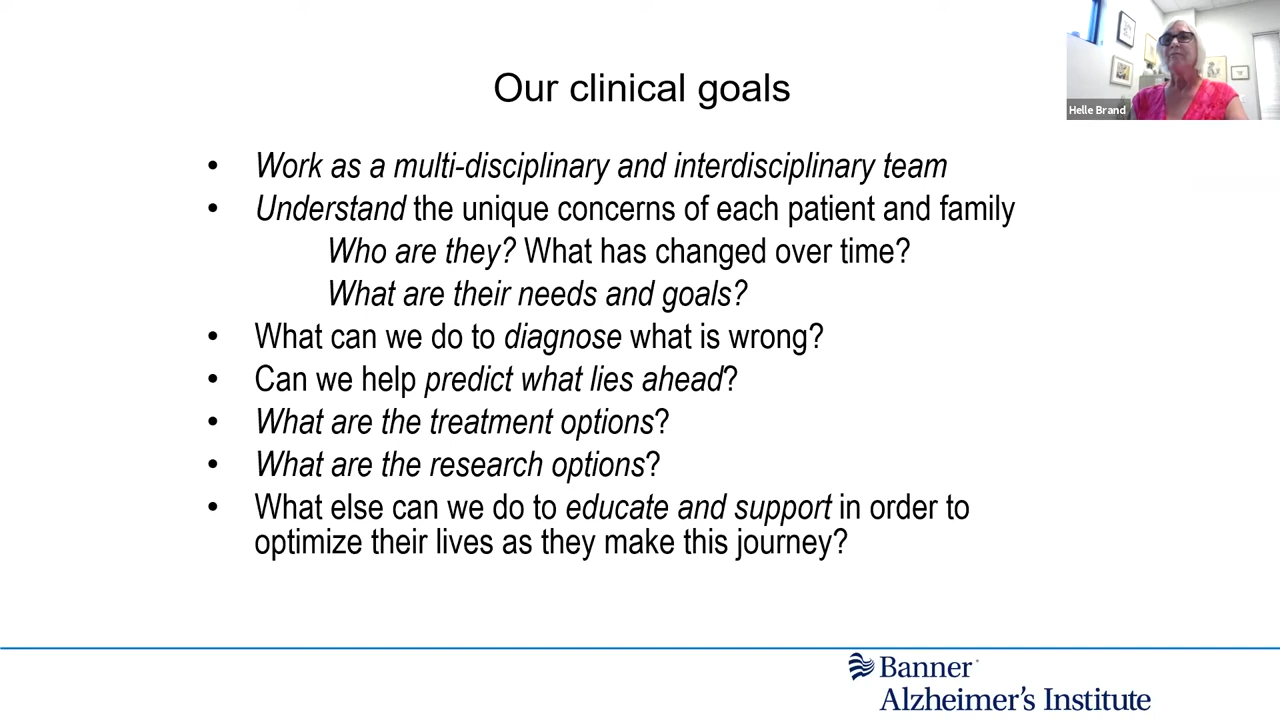 Our clinical goals
Helle Brand
• Work as a multi-disciplinary and interdisciplinary team
• Understand the unique concerns of each patient and family
Who are they? What has changed over time?
What are their needs and goals?
• What can we do to diagnose what is wrong?
• Can we help predict what lies ahead?
• What are the treatment options?
• What are the research options?
• What else can we do to educate and support in order to
optimize their lives as they make this journey?
Banner
Alzheimer's Institute